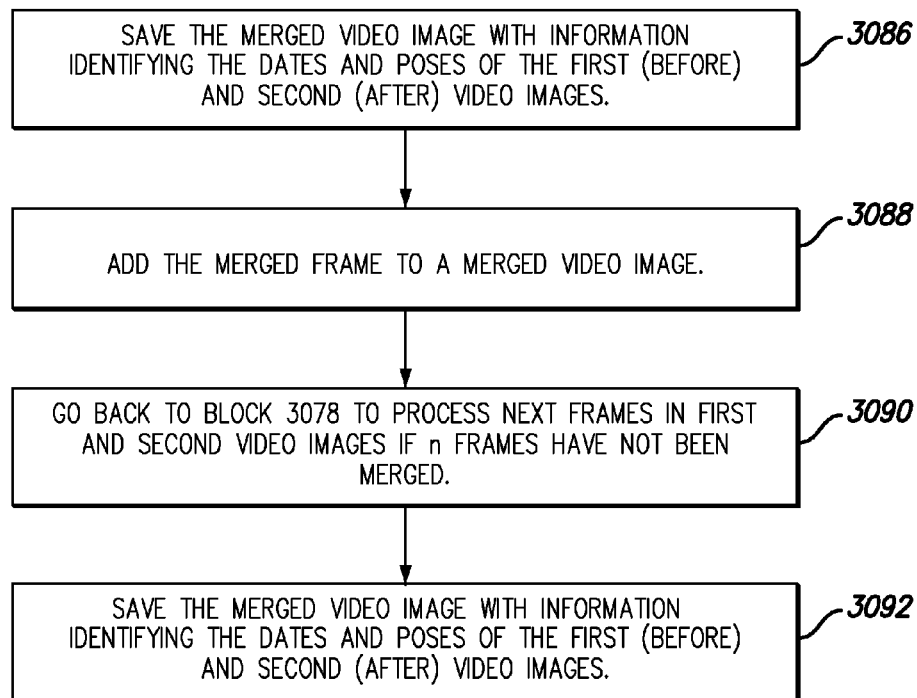 SAVE THE MERGED VIDEO IMAGE WITH INFORMATION
IDENTIFYING THE DATES AND POSES OF THE FIRST (BEFORE)
AND SECOND (AFTER) VIDEO IMAGES.
3086
ADD THE MERGED FRAME TO A MERGED VIDEO IMAGE.
3088
GO BACK TO BLOCK 3078 TO PROCESS NEXT FRAMES IN FIRST
AND SECOND VIDEO IMAGES IF n FRAMES HAVE NOT BEEN
MERGED.
3090
SAVE THE MERGED VIDEO IMAGE WITH INFORMATION
IDENTIFYING THE DATES AND POSES OF THE FIRST (BEFORE)
AND SECOND (AFTER) VIDEO IMAGES.
3092